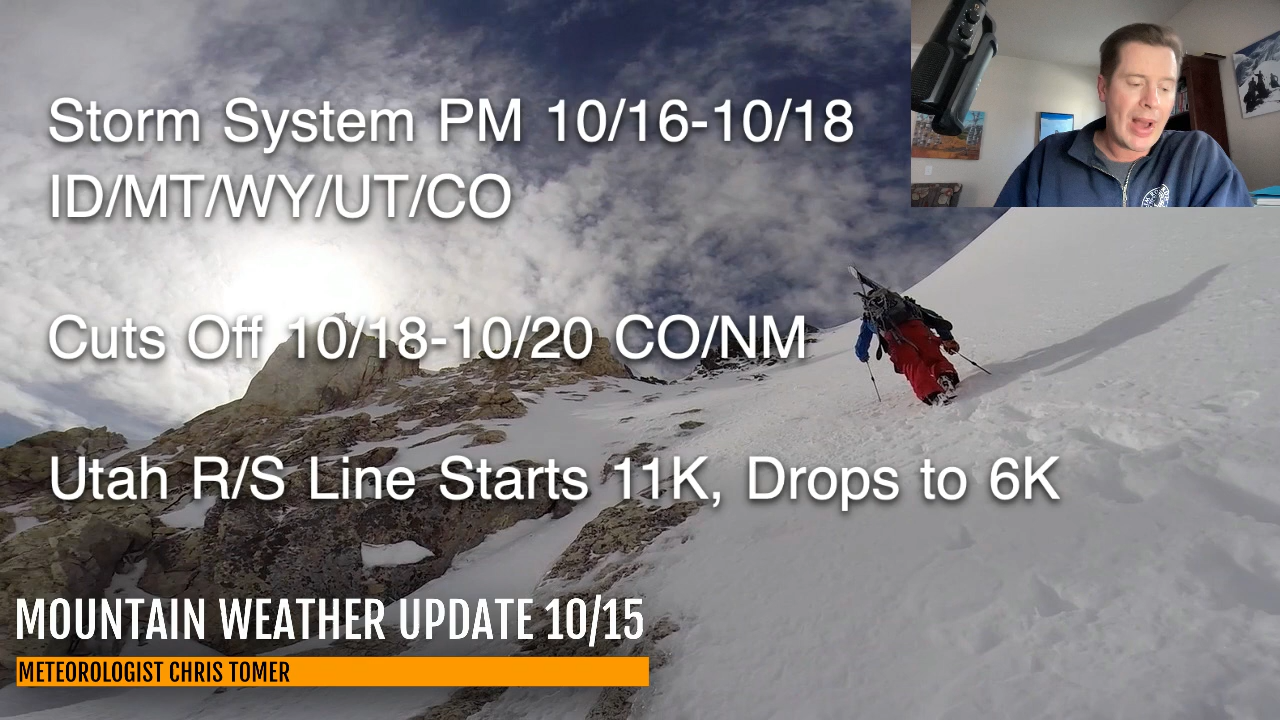 Storm System PM 10/16-10/18
ID/MT/WY/UT/CO
Cuts Off 10/18-10/20 CO/NM
Utah R/S Line Starts 11K, Drops to 6K
MOUNTAIN WEATHER UPDATE 10/15
METEOROLOGIST CHRIS TOMER